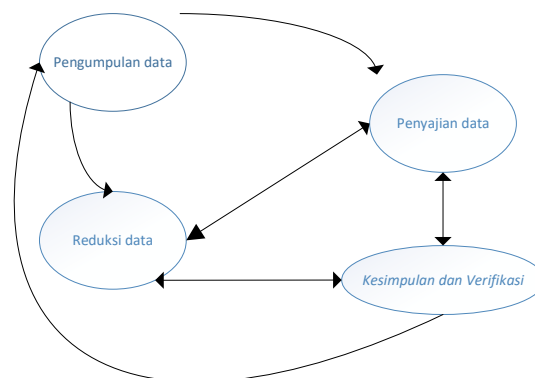 Pengumpulan data
Penyajian data
Reduksi data
Kesimpulan dan Verifikasi